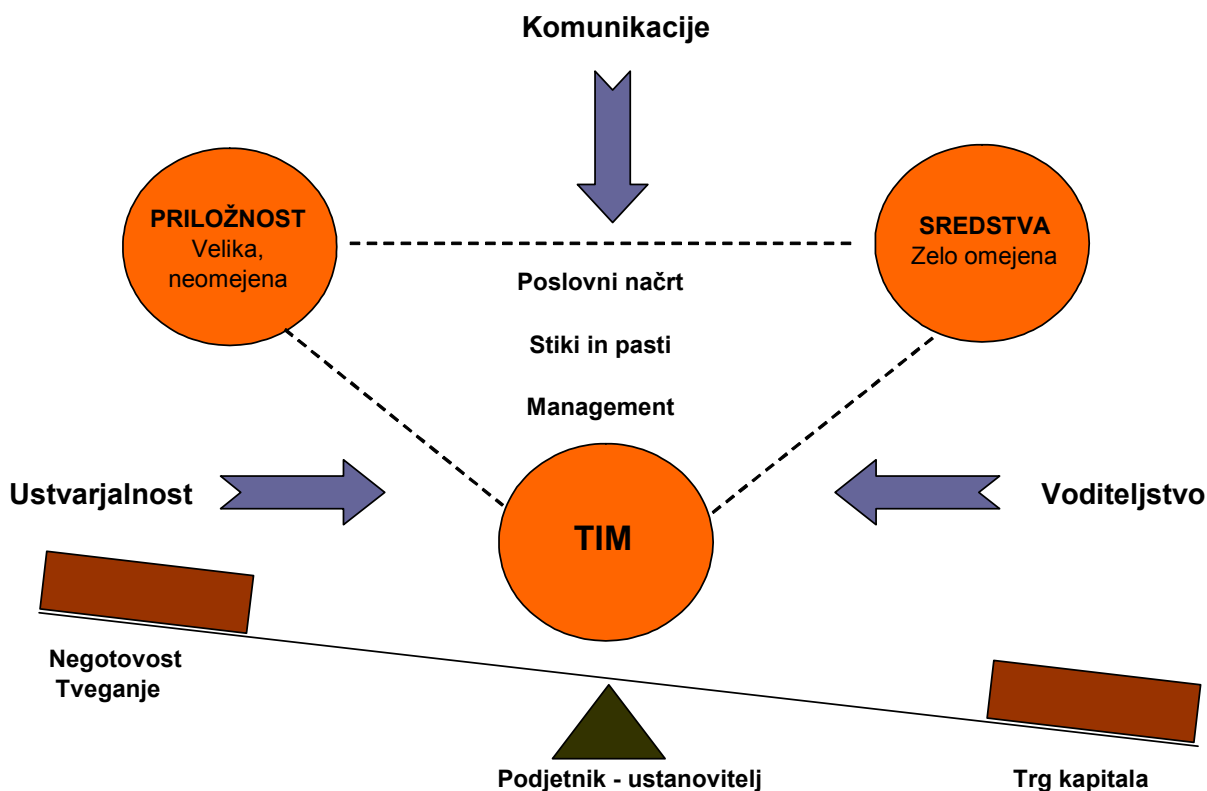 Komunikacije
PRILOŽNOST
Velika,
neomejena
SREDSTVA
Zelo omejena
Poslovni načrt
Stiki in pasti
Management
Ustvarjalnost
Voditeljstvo
TIM
Negotovost
Tveganje
Podjetnik - ustanovitelj
Trg kapitala